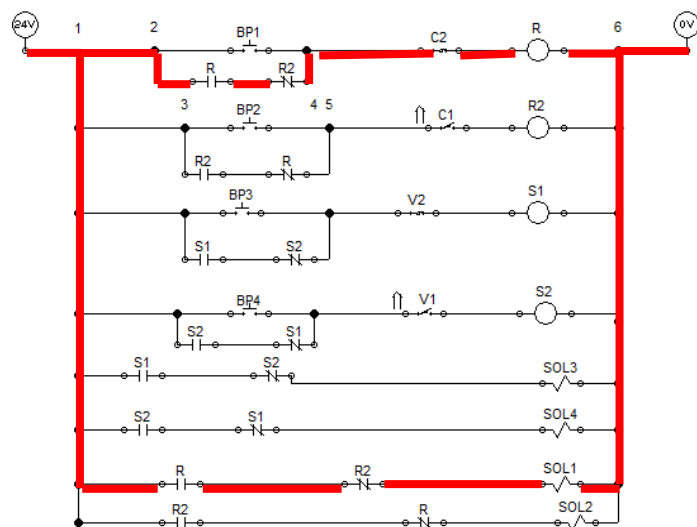 24V 1 2 BP1 C2 R 6 0V
R R2
3 BP2 4 5 C1 R2
R2 R
BP3 V2 S1
S1 S2
BP4 V1 S2
S2 S1
S1 S2 SOL3
S2 S1 SOL4
R R2 SOL1
R2 R SOL2